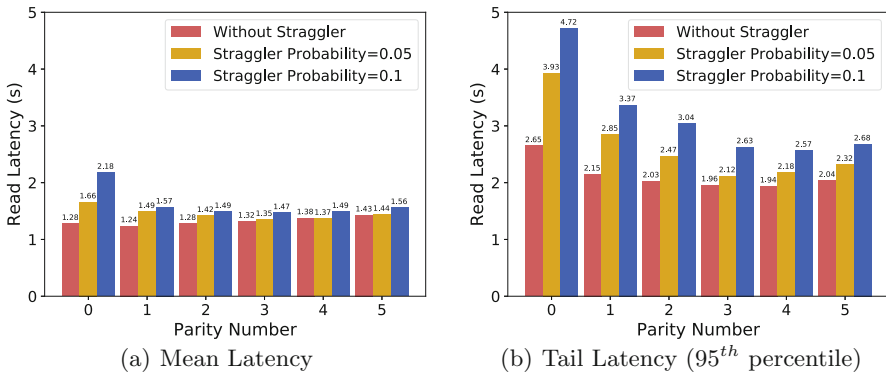 Without Straggler
Straggler Probability=0.05
Straggler Probability=0.1
Read Latency (s)
5
4
3
2
1
0
1.28 1.66 2.18
1.24 1.49 1.57
1.28 1.42 1.49
1.32 1.35 1.47
1.38 1.37 1.49
1.43 1.44 1.56
0 1 2 3 4 5
Parity Number
(a) Mean Latency
Without Straggler
Straggler Probability=0.05
Straggler Probability=0.1
Read Latency (s)
5
4
3
2
1
0
2.65 3.93 4.72
2.15 2.85 3.37
2.03 2.47 3.04
1.96 2.12 2.63
1.94 2.18 2.57
2.04 2.32 2.68
0 1 2 3 4 5
Parity Number
(b) Tail Latency (95th percentile)